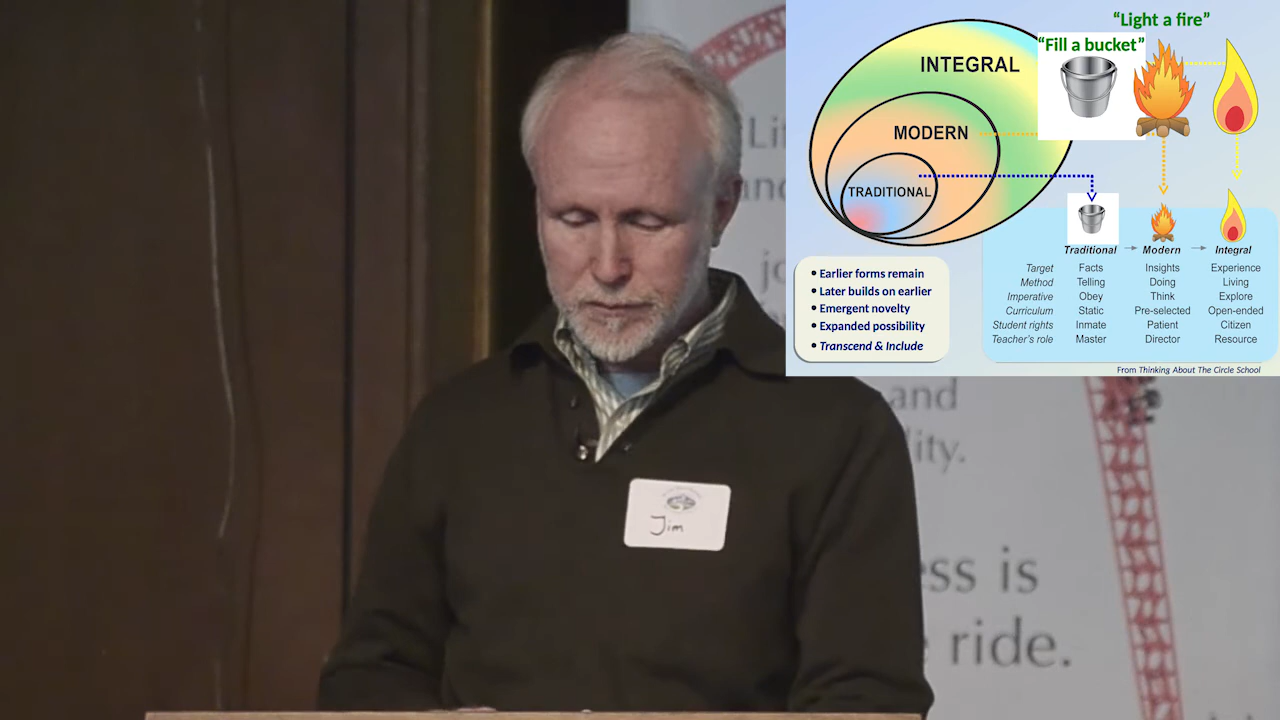 “Light a fire”
“Fill a bucket”
INTEGRAL
MODERN
TRADITIONAL
• Earlier forms remain
• Later builds on earlier
• Emergent novelty
• Expanded possibility
• Transcend & Include
Traditional Modern Integral
Target Facts Insights Experience
Method Telling Doing Living
Imperative Obey Think Explore
Curriculum Static Pre-selected Open-ended
Student rights Inmate Patient Citizen
Teacher's role Master Director Resource
From Thinking About The Circle School
and
is
ride.
Jim